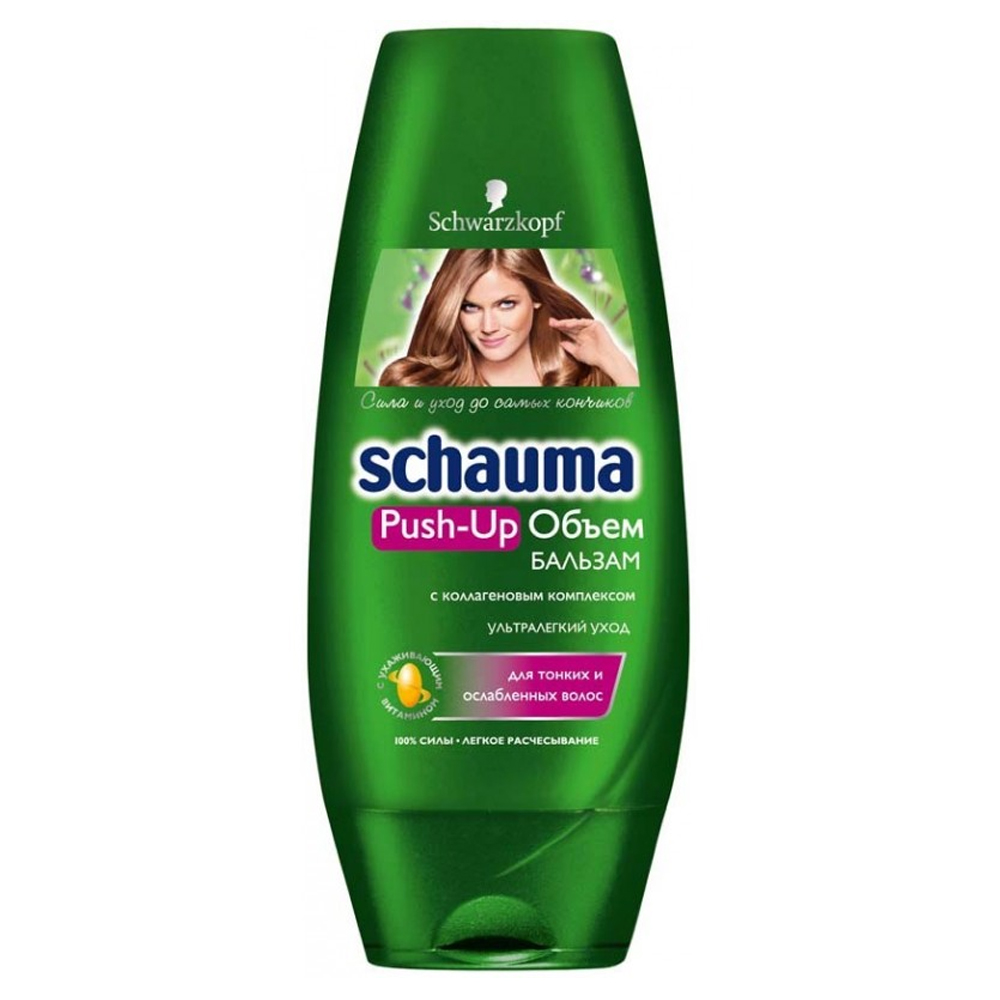 Schwarzkopf
Сила и уход до самых кончиков
schauma
Push-Up Объем
БАЛЬЗАМ
с коллагеновым комплексом
УЛЬТРАЛЕГКИЙ УХОД
С УХАЖИВАЮЩИМ
ВИТАМИНОМ
для тонких и
ослабленных волос
100% СИЛЫ • ЛЕГКОЕ РАСЧЕСЫВАНИЕ